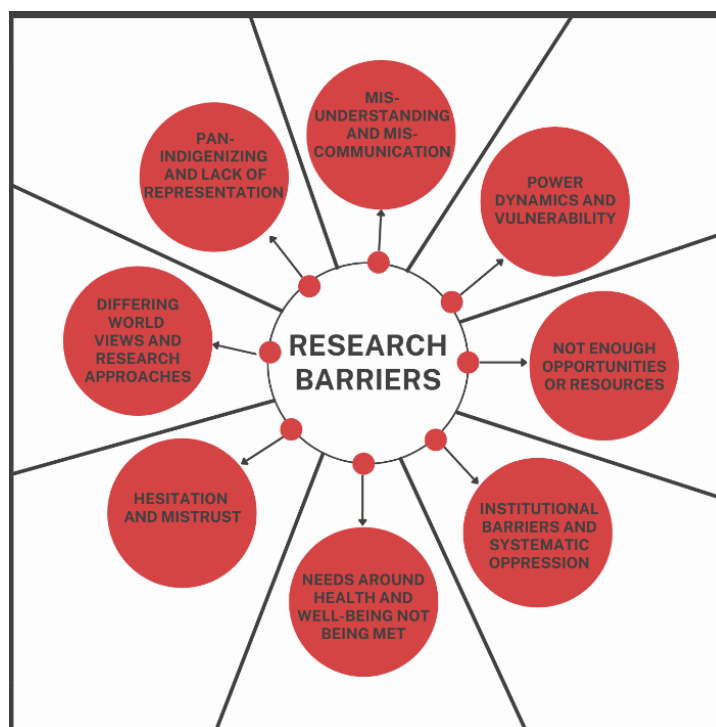 MIS-
UNDERSTANDING
AND MIS-
COMMUNICATION
PAN-
INDIGENIZING
AND LACK OF
REPRESENTATION
POWER
DYNAMICS AND
VULNERABILITY
DIFFERING
WORLD
VIEWS AND
RESEARCH
APPROACHES
RESEARCH
BARRIERS
NOT ENOUGH
OPPORTUNITIES
OR RESOURCES
HESITATION
AND MISTRUST
INSTITUTIONAL
BARRIERS AND
SYSTEMATIC
OPPRESSION
NEEDS AROUND
HEALTH AND
WELL-BEING NOT
BEING MET